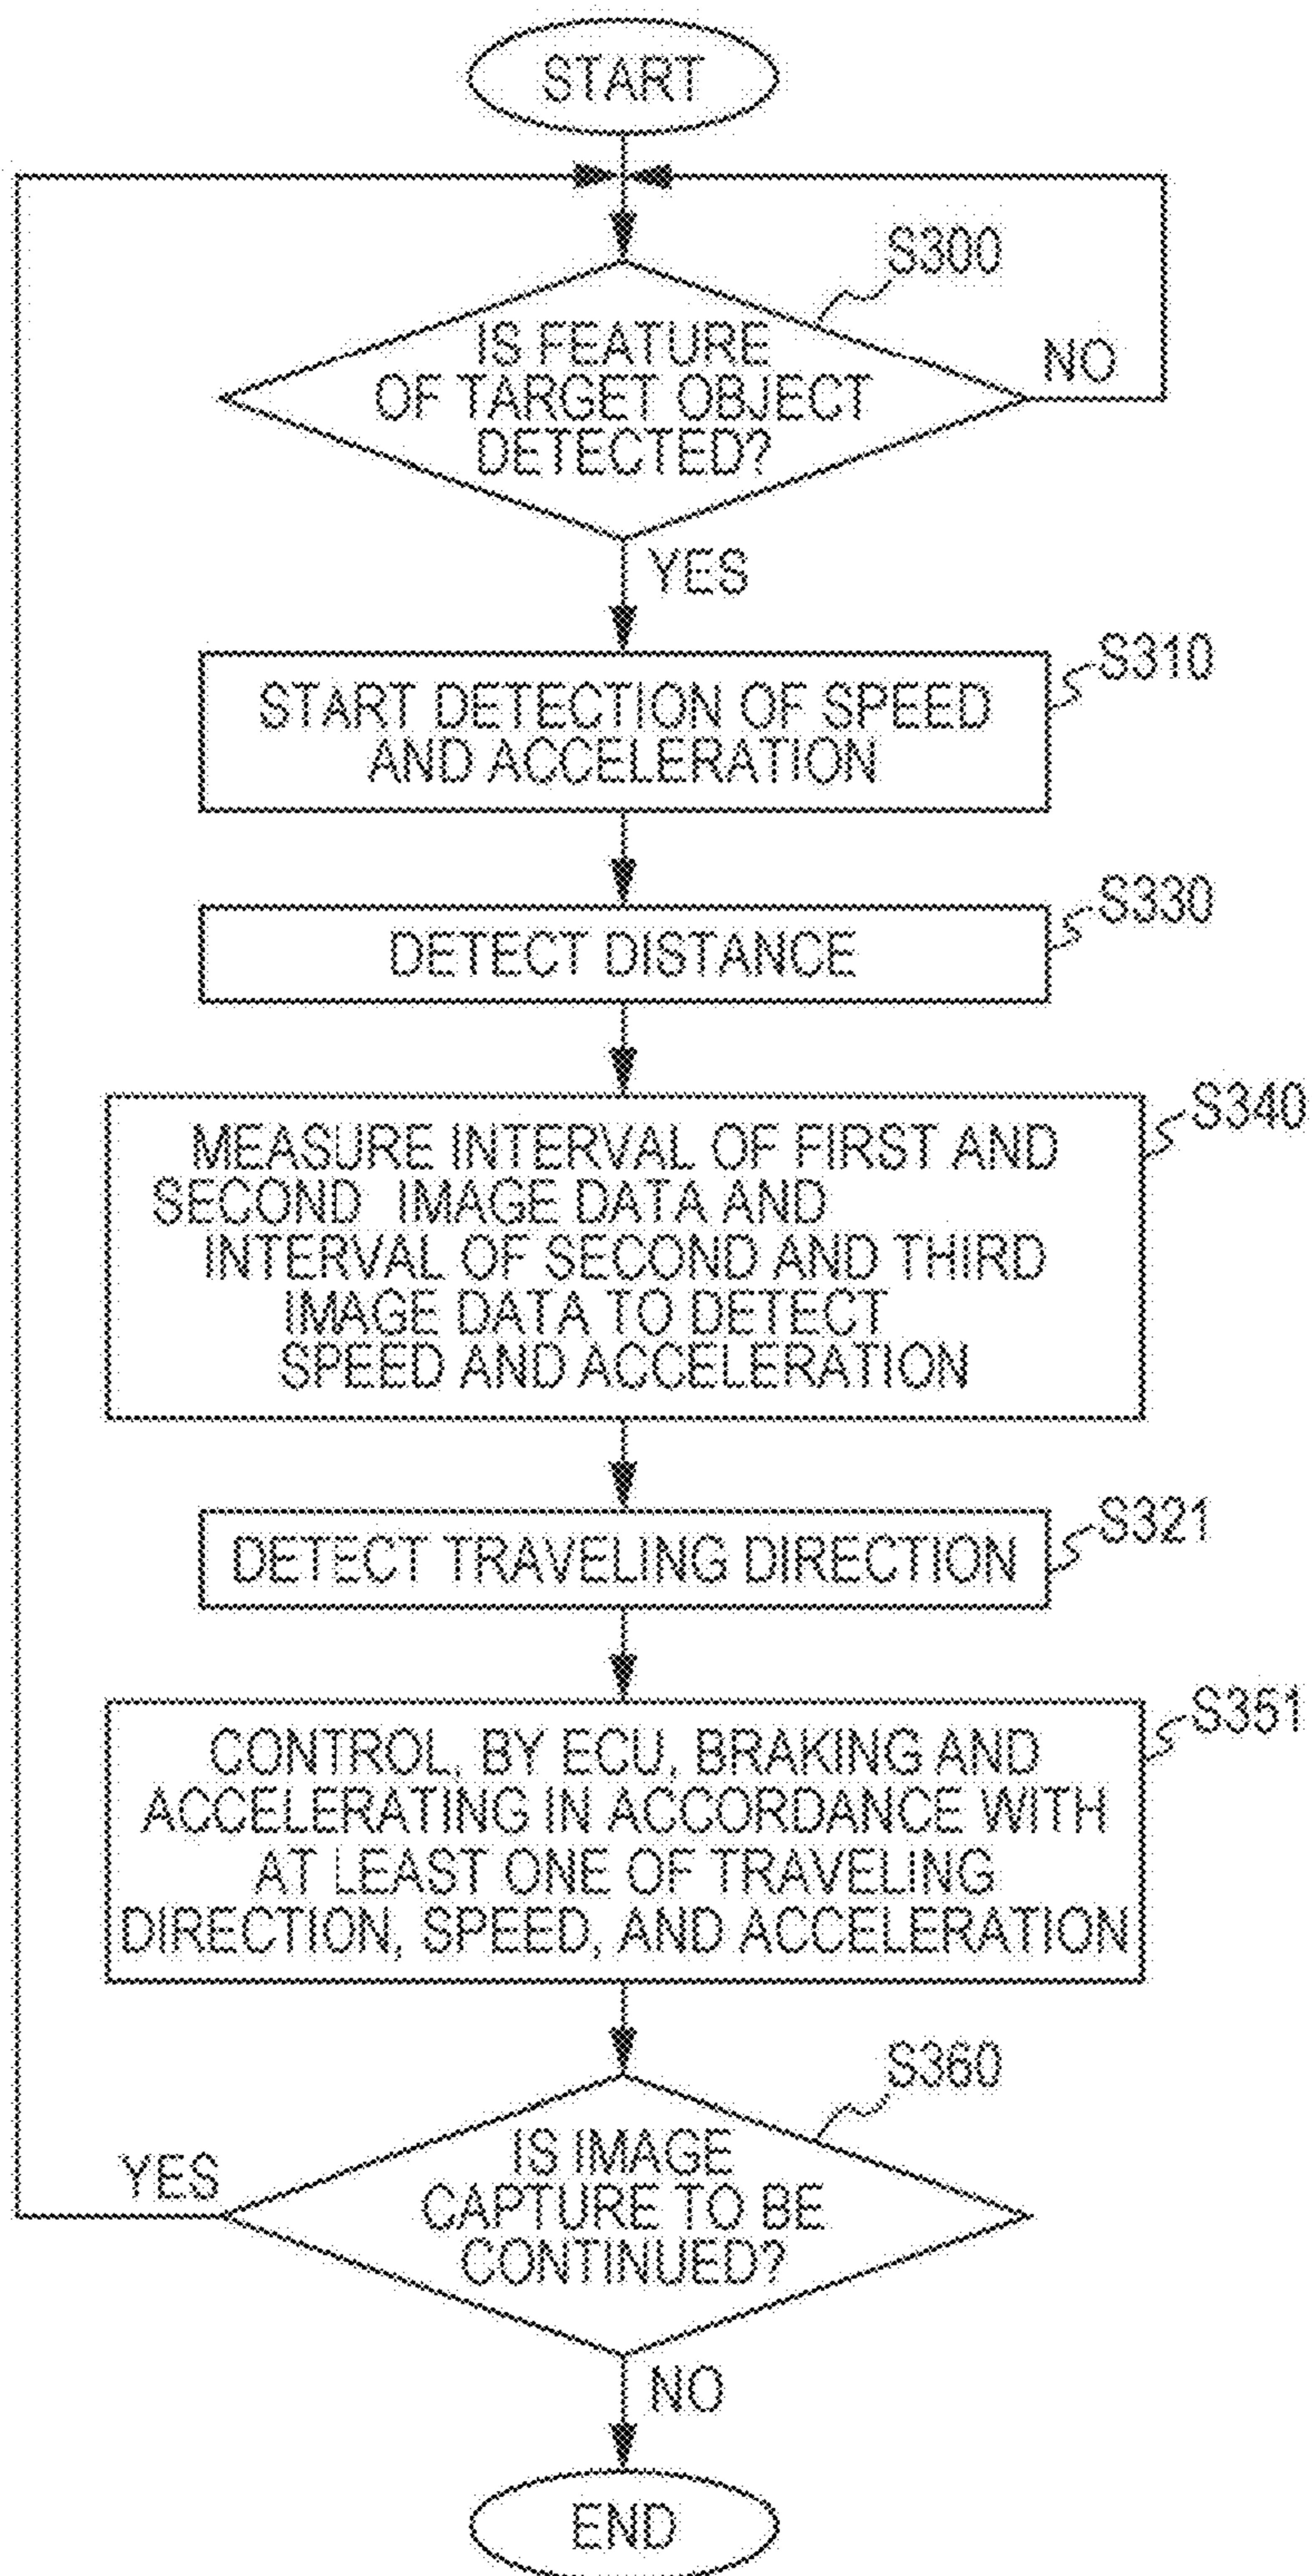 START
S300
IS FEATURE
OF TARGET OBJECT
DETECTED?
NO
YES
S310
START DETECTION OF SPEED
AND ACCELERATION
S330
DETECT DISTANCE
S340
MEASURE INTERVAL OF FIRST AND
SECOND IMAGE DATA AND
INTERVAL OF SECOND AND THIRD
IMAGE DATA TO DETECT
SPEED AND ACCELERATION
S321
DETECT TRAVELING DIRECTION
S351
CONTROL, BY ECU, BRAKING AND
ACCELERATING IN ACCORDANCE WITH
AT LEAST ONE OF TRAVELING
DIRECTION, SPEED, AND ACCELERATION
S360
IS IMAGE
CAPTURE TO BE
CONTINUED?
YES
NO
END